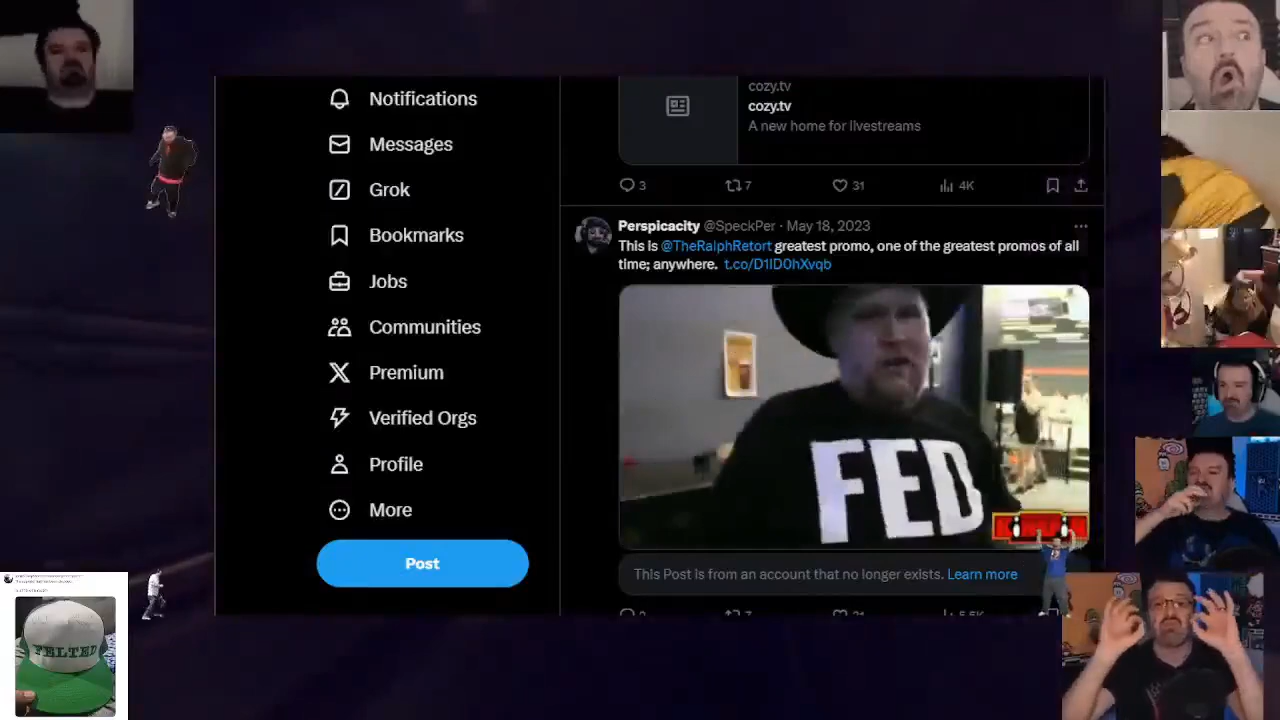 Notifications
Messages
Grok
Bookmarks
Jobs
Communities
Premium
Verified Orgs
Profile
More
Post
cozy.tv
cozy.tv
A new home for livestreams
3
7
31
4K
Perspicacity @SpeckPer · May 18, 2023
This is @TheRalphRetort greatest promo, one of the greatest promos of all
time; anywhere. t.co/D1lD0hXvqb
FED
This Post is from an account that no longer exists. Learn more
FELTED